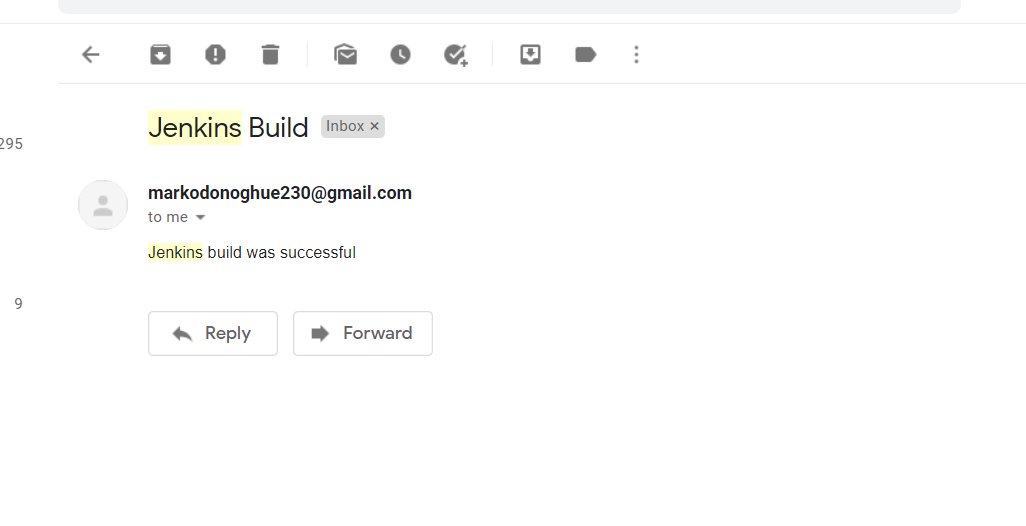 Jenkins Build Inbox ×
295
markodonoghue230@gmail.com
to me
Jenkins build was successful
9
Reply Forward